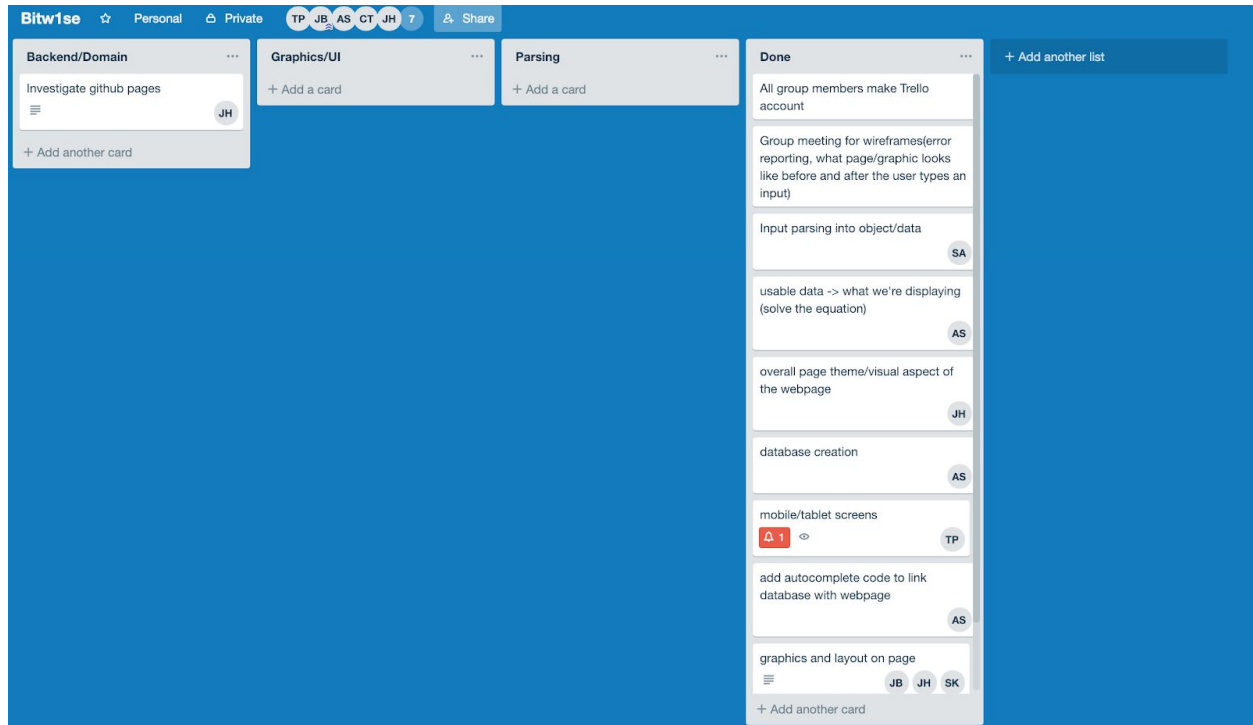 Bitw1se Personal Private TP JB AS CT JH 7 Share
Backend/Domain
Investigate github pages
JH
+ Add another card
Graphics/UI
+ Add a card
Parsing
+ Add a card
Done
All group members make Trello
account
Group meeting for wireframes(error
reporting, what page/graphic looks
like before and after the user types an
input)
Input parsing into object/data
SA
usable data -> what we're displaying
(solve the equation)
AS
overall page theme/visual aspect of
the webpage
JH
database creation
AS
mobile/tablet screens
1
TP
add autocomplete code to link
database with webpage
AS
graphics and layout on page
JB JH SK
+ Add another card
+ Add another list